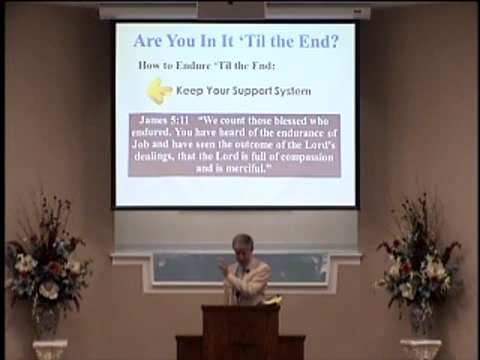 Are You In It ‘Til the End?
How to Endure ‘Til the End:
Keep Your Support System
James 5:11 “We count those blessed who
endured. You have heard of the endurance of
Job and have seen the outcome of the Lord’s
dealings, that the Lord is full of compassion
and is merciful.”